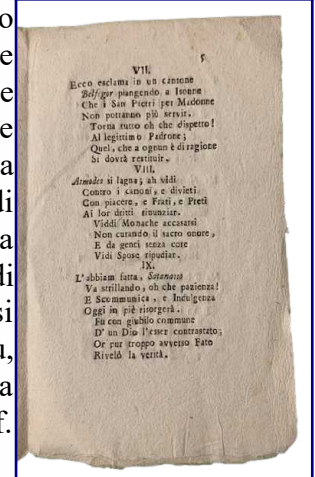 5
VII.
Ecco esclama in un cantone
Belfegor piangendo, a Isonne
Che i San Pietri per Madonne
Non potranno più servir.
Torna tutto oh che dispetto!
Al legittimo Padrone;
Quel, che a ognun è di ragione
Si dovrà restituir.
VIII.
Asmodeo si lagna; ah vidi
Contro i canoni, e divieti
Con piacere, e Frati, e Preti
Ai lor dritti rinunziar.
Viddi Monache accasarsi
Non curando il sacro onore,
E da genti senza core
Vidi Spose ripudiar.
IX.
L'abbiam fatta, Satanasso
Va strillando, oh che pazienza!
E Scommunica, e Indulgenza
Oggi in piè risorgerà.
Fu con giubilo commune
D'un Dio l'esser contrastato;
Or pur troppo avverso Fato
Rivelò la verità.